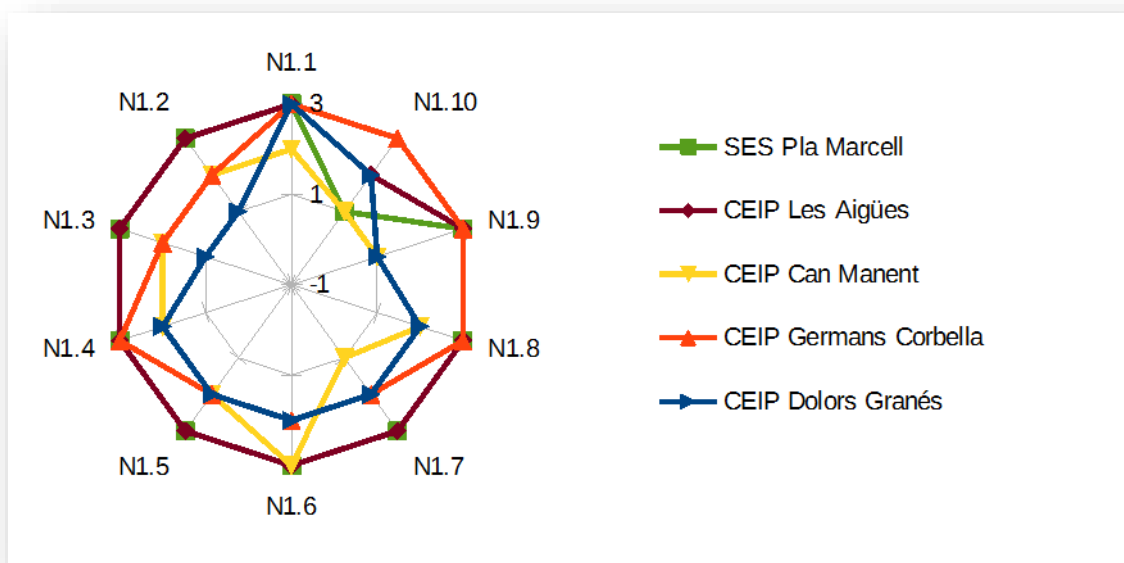 N1.1
N1.2
N1.10
3
N1.3
1
N1.9
-1
N1.4
N1.8
N1.5
N1.7
N1.6
SES Pla Marcell
CEIP Les Aigües
CEIP Can Manent
CEIP Germans Corbella
CEIP Dolors Granés